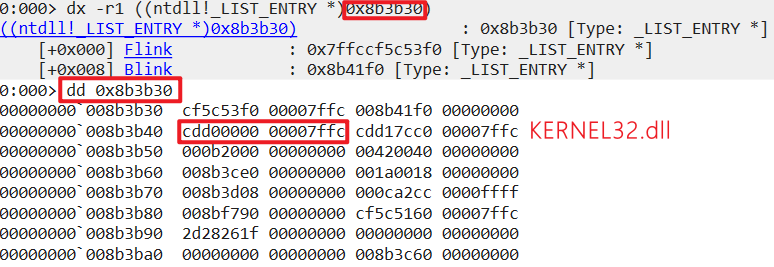 0:000> dx -r1 ((ntdll!_LIST_ENTRY *)0x8b3b30)
((ntdll!_LIST_ENTRY *)0x8b3b30) : 0x8b3b30 [Type: _LIST_ENTRY *]
[+0x000] Flink : 0x7ffccf5c53f0 [Type: _LIST_ENTRY *]
[+0x008] Blink : 0x8b41f0 [Type: _LIST_ENTRY *]
0:000> dd 0x8b3b30
00000000`008b3b30 cf5c53f0 00007ffc 008b41f0 00000000
00000000`008b3b40 cdd00000 00007ffc cdd17cc0 00007ffc KERNEL32.dll
00000000`008b3b50 000b2000 00000000 00420040 00000000
00000000`008b3b60 008b3ce0 00000000 001a0018 00000000
00000000`008b3b70 008b3d08 00000000 000ca2cc 0000ffff
00000000`008b3b80 008bf790 00000000 cf5c5160 00007ffc
00000000`008b3b90 2d28261f 00000000 00000000 00000000
00000000`008b3ba0 00000000 00000000 008b3c60 00000000